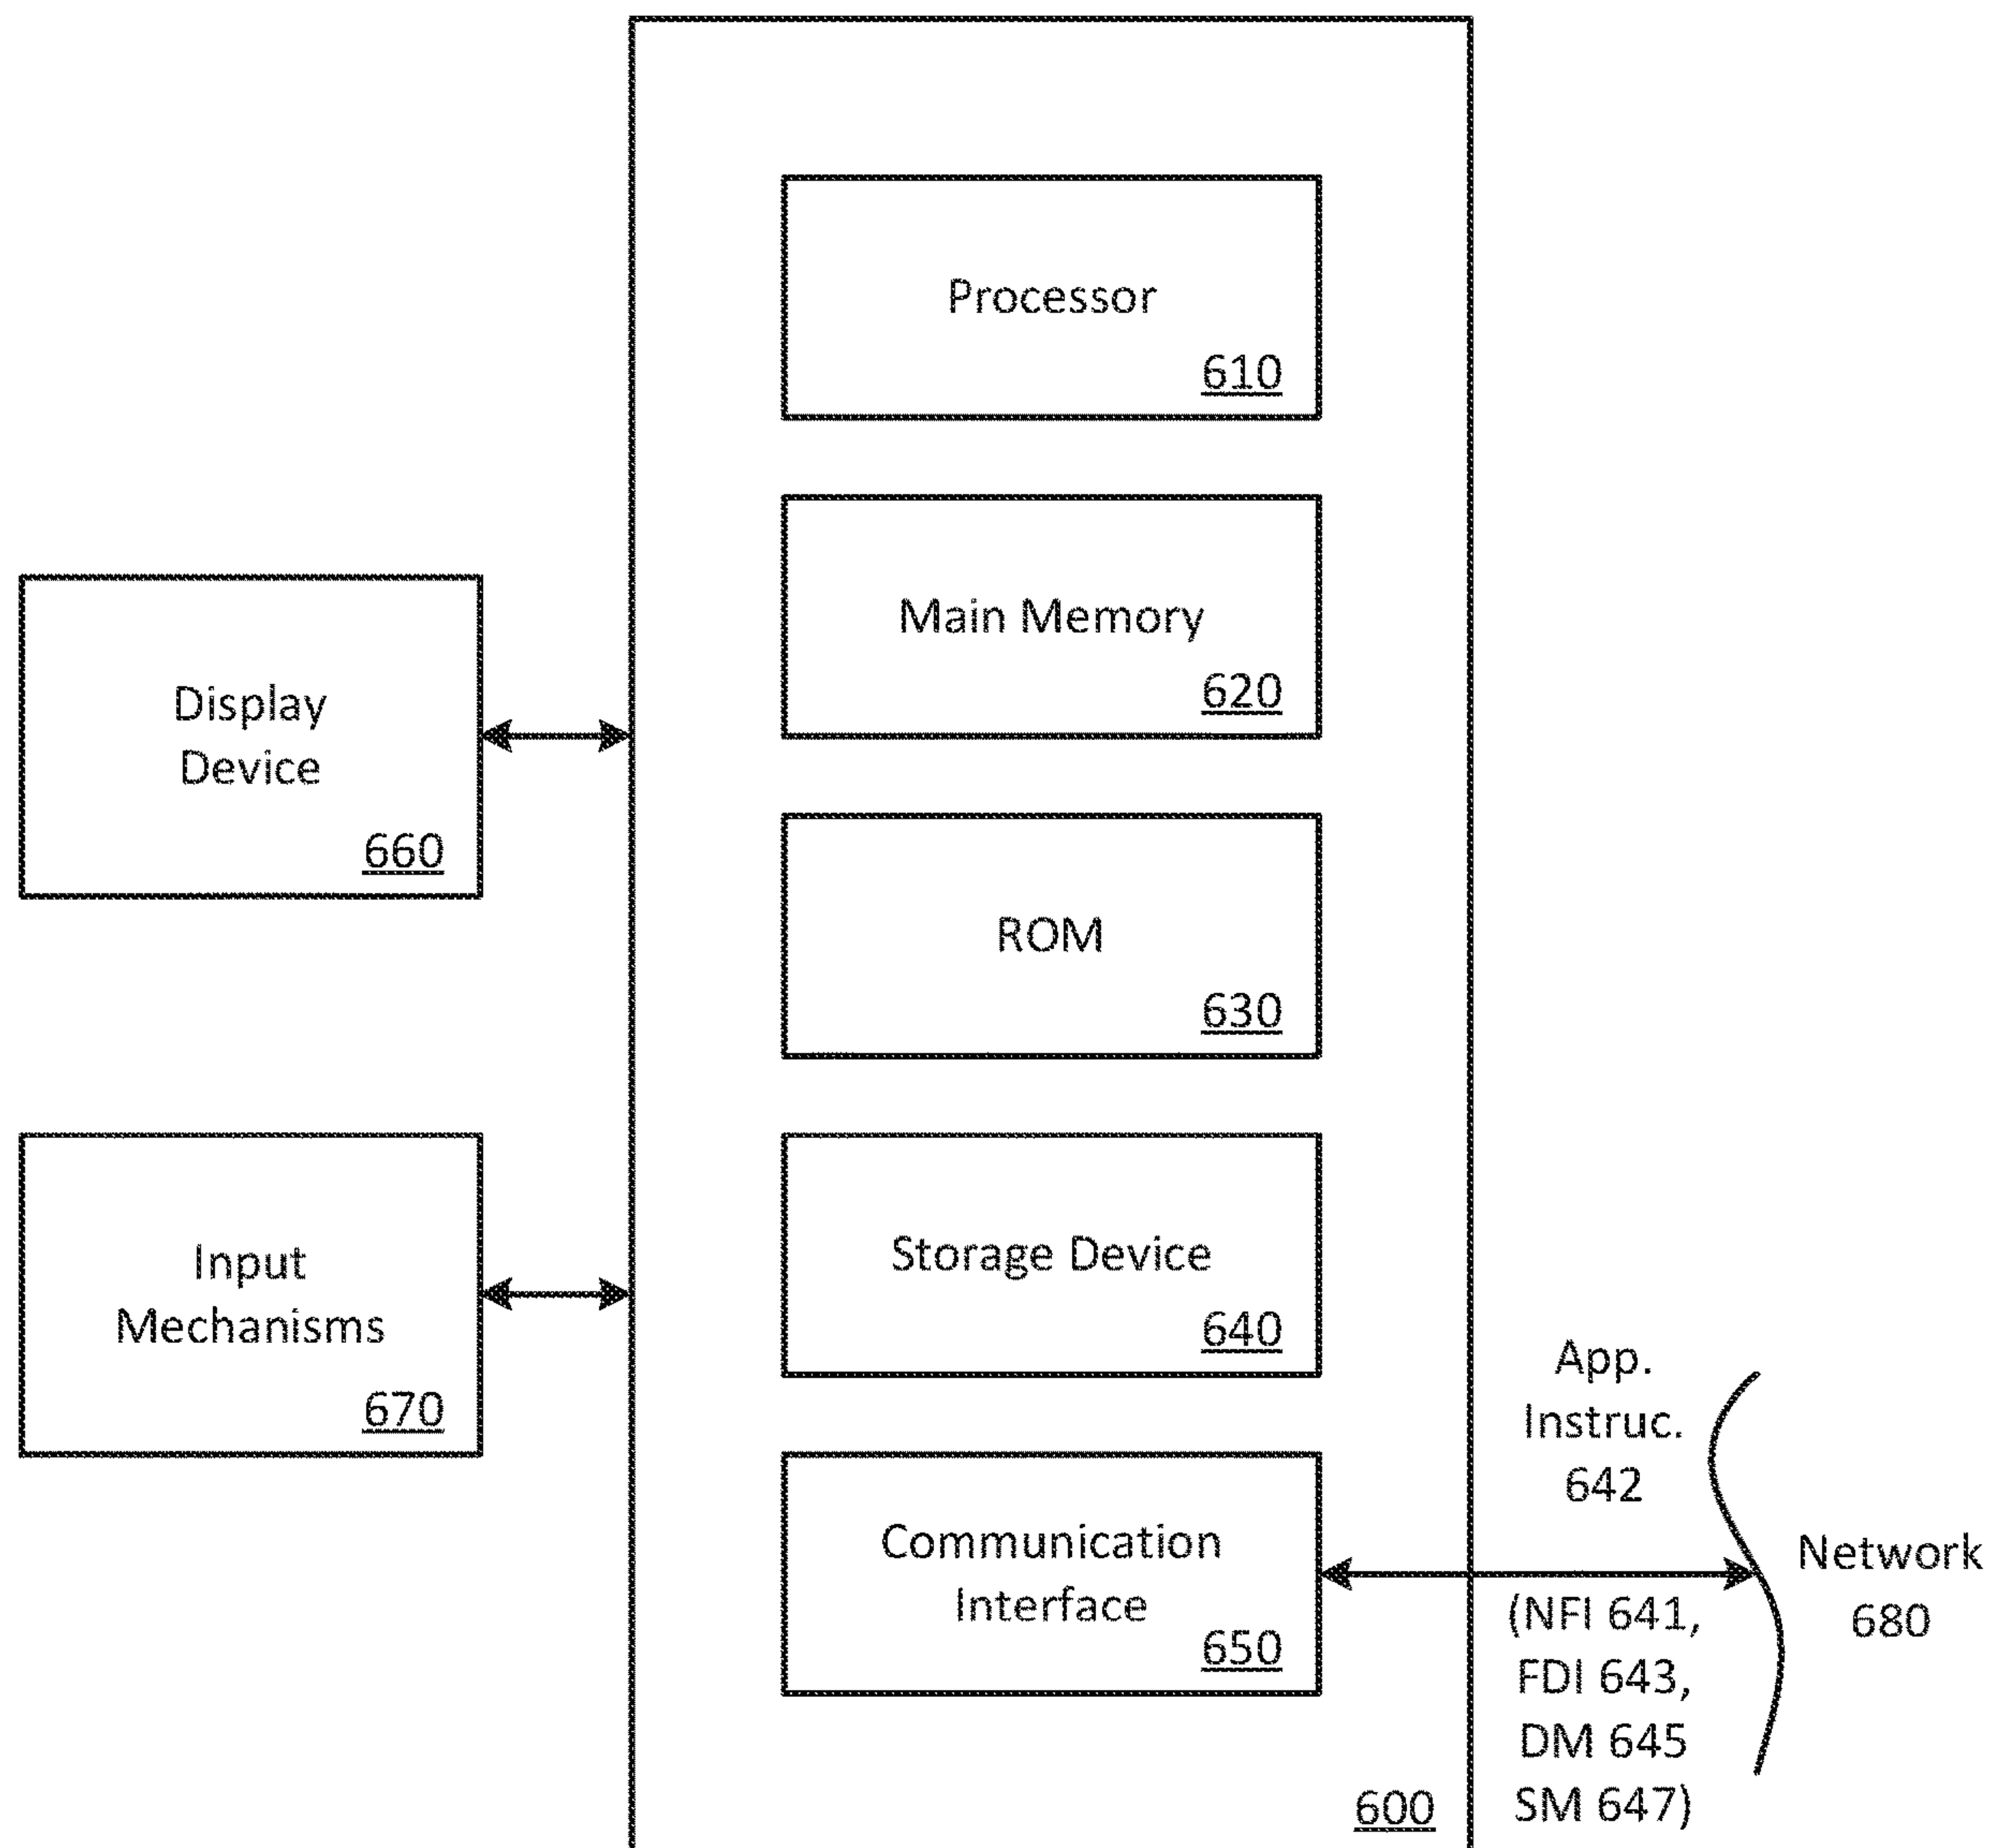 Processor
610
Main Memory
620
Display
Device
660
ROM
630
Input
Mechanisms
670
Storage Device
640
Communication
Interface
650
App.
Instruc.
642
(NFI 641,
FDI 643,
DM 645
SM 647)
Network
680
600